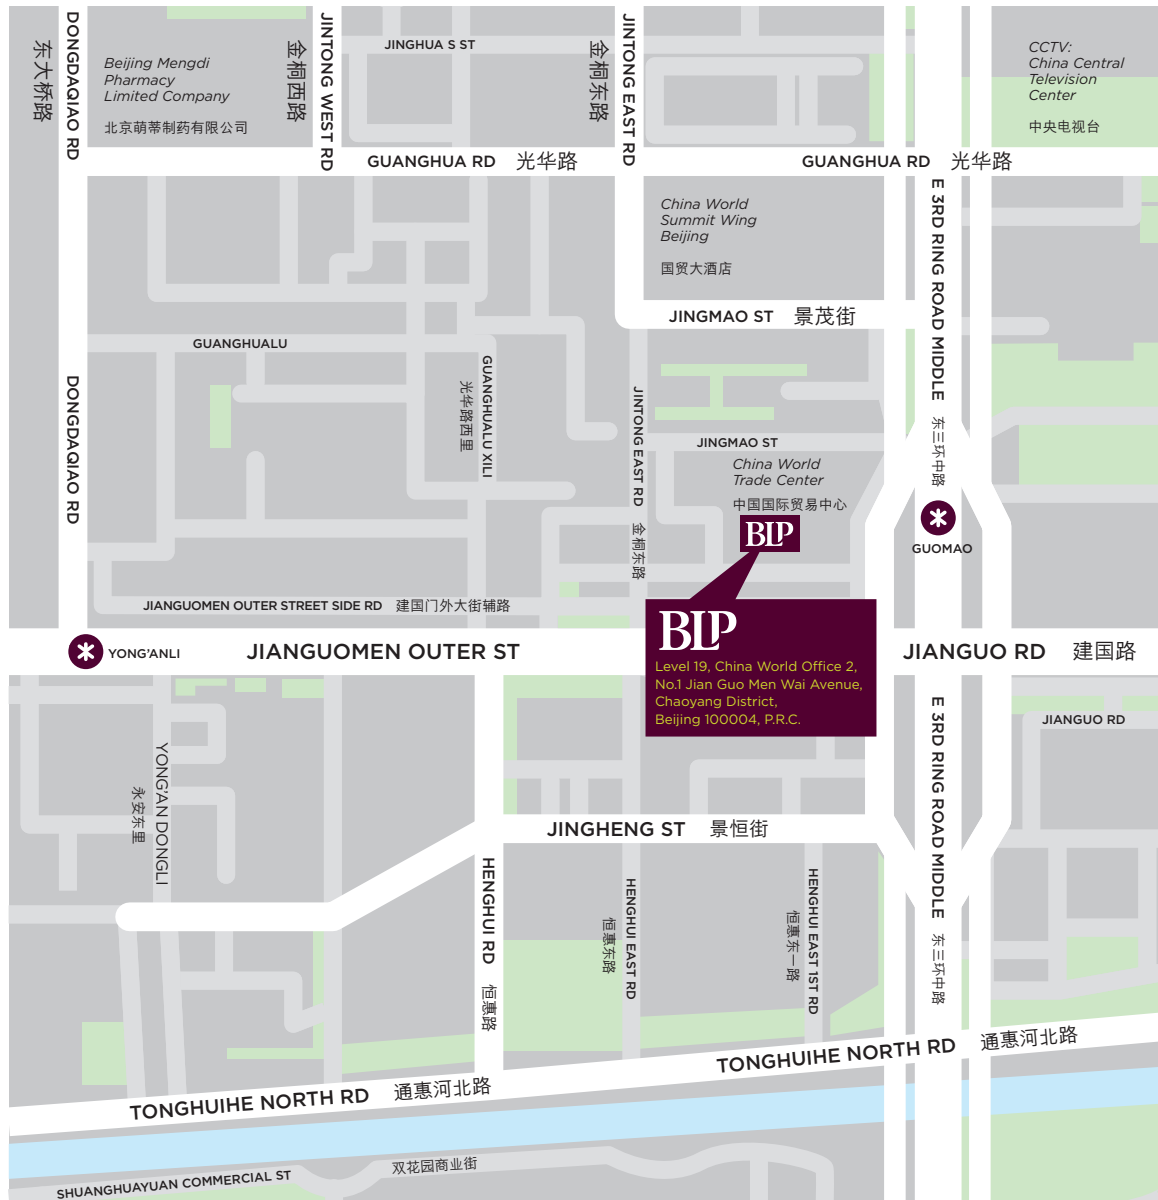 DONGDAQIAO RD
东大桥路
Beijing Mengdi
Pharmacy
Limited Company
北京萌蒂制药有限公司
金桐西路
JINTONG WEST RD
JINGHUA S ST
金桐东路
JINTONG EAST RD
CCTV:
China Central
Television
Center
中央电视台
GUANGHUA RD 光华路
GUANGHUA RD 光华路
China World
Summit Wing
Beijing
国贸大酒店
E 3RD RING ROAD MIDDLE 东三环中路
JINGMAO ST 景茂街
GUANGHUALU
DONGDAQIAO RD
光华路西里
GUANGHUALU XILI
JINTONG EAST RD 金桐东路
JINGMAO ST
China World
Trade Center
中国国际贸易中心
BLP
GUOMAO
JIANGUOMEN OUTER STREET SIDE RD 建国门外大街辅路
YONG'ANLI
JIANGUOMEN OUTER ST
BLP
Level 19, China World Office 2,
No.1 Jian Guo Men Wai Avenue,
Chaoyang District,
Beijing 100004, P.R.C.
JIANGUO RD 建国路
JIANGUO RD
E 3RD RING ROAD MIDDLE 东三环中路
永安东里
YONG'AN DONGLI
JINGHENG ST 景恒街
HENGHUI RD 恒惠路
恒惠东路
HENGHUI EAST RD
恒惠东一路
HENGHUI EAST 1ST RD
TONGHUIHE NORTH RD 通惠河北路
TONGHUIHE NORTH RD 通惠河北路
SHUANGHUAYUAN COMMERCIAL ST 双花园商业街